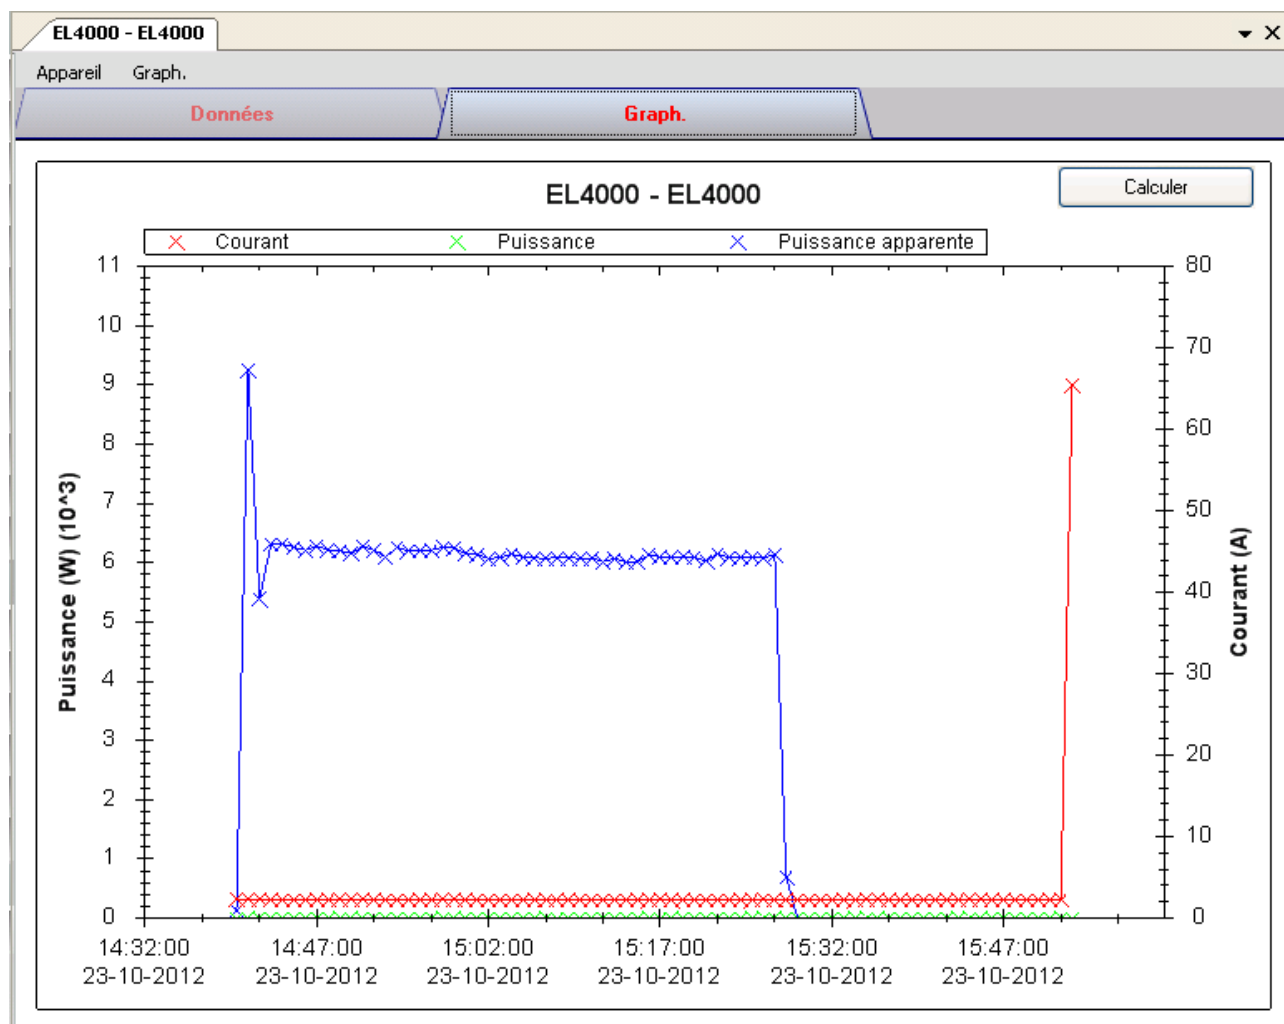 EL4000 - EL4000
Appareil Graph.
Données Graph.
EL4000 - EL4000
Calculer
Courant Puissance Puissance apparente
11
10
9
8
7
6
5
4
3
2
1
0
Puissance (W) (10^3)
80
70
60
50
40
30
20
10
0
Courant (A)
14:32:00 14:47:00 15:02:00 15:17:00 15:32:00 15:47:00
23-10-2012 23-10-2012 23-10-2012 23-10-2012 23-10-2012 23-10-2012